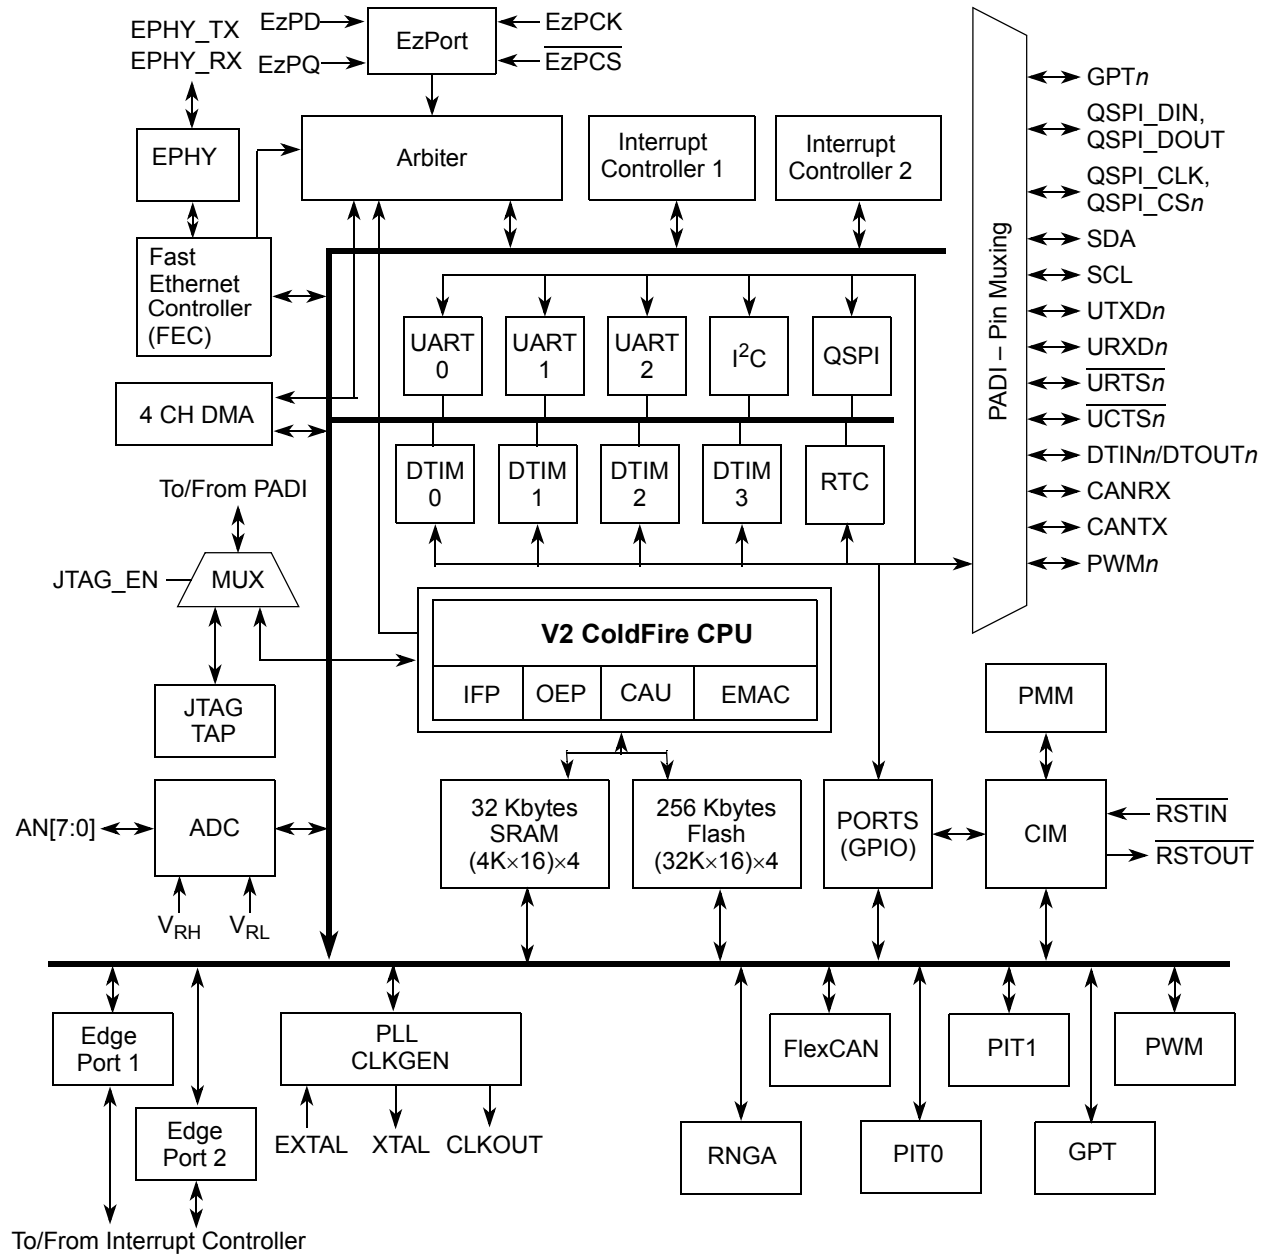 EPHY_TX
EPHY_RX
EzPD
EzPQ
EzPort
EzPCK
EzPCS
EPHY
Arbiter
Interrupt
Controller 1
Interrupt
Controller 2
Fast
Ethernet
Controller
(FEC)
UART
0
UART
1
UART
2
I²C
QSPI
4 CH DMA
DTIM
0
DTIM
1
DTIM
2
DTIM
3
RTC
PADI – Pin Muxing
GPTn
QSPI_DIN,
QSPI_DOUT
QSPI_CLK,
QSPI_CSn
SDA
SCL
UTXDn
URXDn
URTSn
UCTSn
DTINn/DTOUTn
CANRX
CANTX
PWMn
To/From PADI
JTAG_EN
MUX
JTAG
TAP
V2 ColdFire CPU
IFP
OEP
CAU
EMAC
PMM
AN[7:0]
ADC
VRH
VRL
32 Kbytes
SRAM
(4K×16)×4
256 Kbytes
Flash
(32K×16)×4
PORTS
(GPIO)
CIM
RSTIN
RSTOUT
Edge
Port 1
Edge
Port 2
PLL
CLKGEN
EXTAL
XTAL
CLKOUT
FlexCAN
PIT1
PWM
RNGA
PIT0
GPT
To/From Interrupt Controller